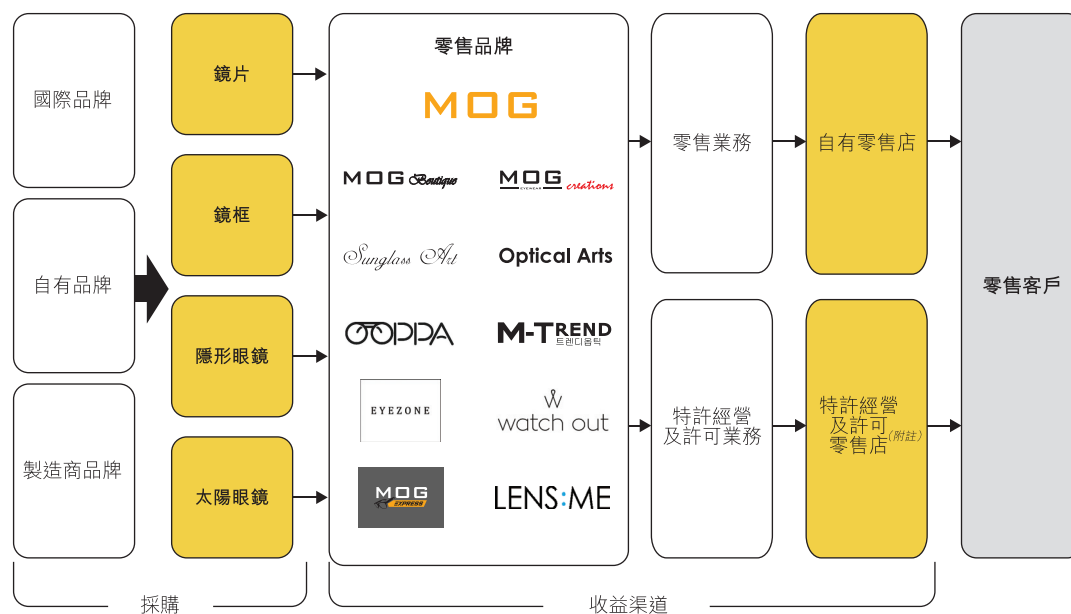 國際品牌
自有品牌
製造商品牌
鏡片
鏡框
隱形眼鏡
太陽眼鏡
零售品牌
MOG
MOG Boutique
MOG EYEWEAR creations
Sunglass Art
Optical Arts
OOPPA
M-TREND
트렌디옵틱
EYEZONE
watch out
MOG EXPRESS
LENS:ME
零售業務
特許經營
及許可業務
自有零售店
特許經營
及許可
零售店(附註)
零售客戶
採購
收益渠道